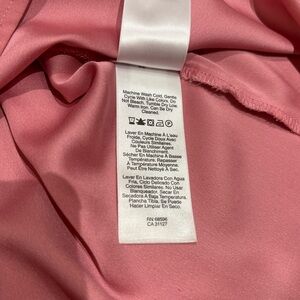 Machine Wash Cold, Gentle
Cycle With Like Colors. Do
Not Bleach. Tumble Dry Low.
Warm Iron. Can Be Dry
Cleaned.
Laver En Machine À L'eau
Froide, Cycle Doux Avec
Couleurs Similaires.
Ne Pas Utiliser Agent
De Blanchiment.
Sécher En Machine À Basse
Température. Repasser
À Température Moyenne.
Peut Être Nettoyé À Sec.
Lavar En Lavadora Con Agua
Fria, Ciclo Delicado Con
Colores Similares. No Usar
Blanqueador. Secar En
Secadora A Baja Temperatura.
Plancha Tibia. Se Puede
Hacer Limpiar En Seco.
RN 68596
CA 31127